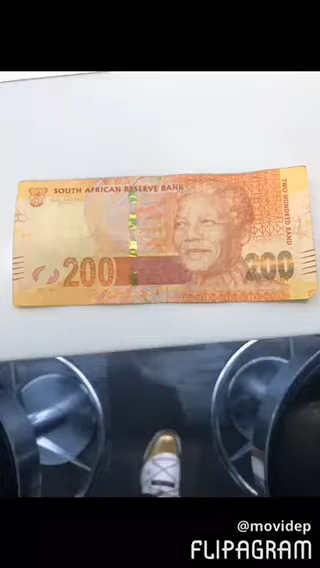 SOUTH AFRICAN RESERVE BANK
TWO HUNDRED RAND
200
200
@movidep
FLIPAGRAM